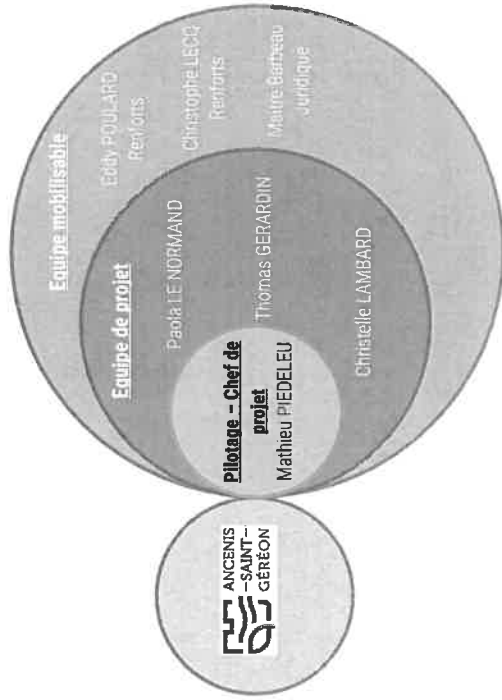 ANCENIS
-SAINT-
GÉRÉON
Pilotage - Chef de
projet
Mathieu PIEDELEU
Equipe de projet
Paola LE NORMAND
Thomas GERARDIN
Christelle LAMBARD
Equipe mobilisable
Eddy POULARD
Renforts
Christophe LECQ
Renforts
Maitre Barbeau
Juridique